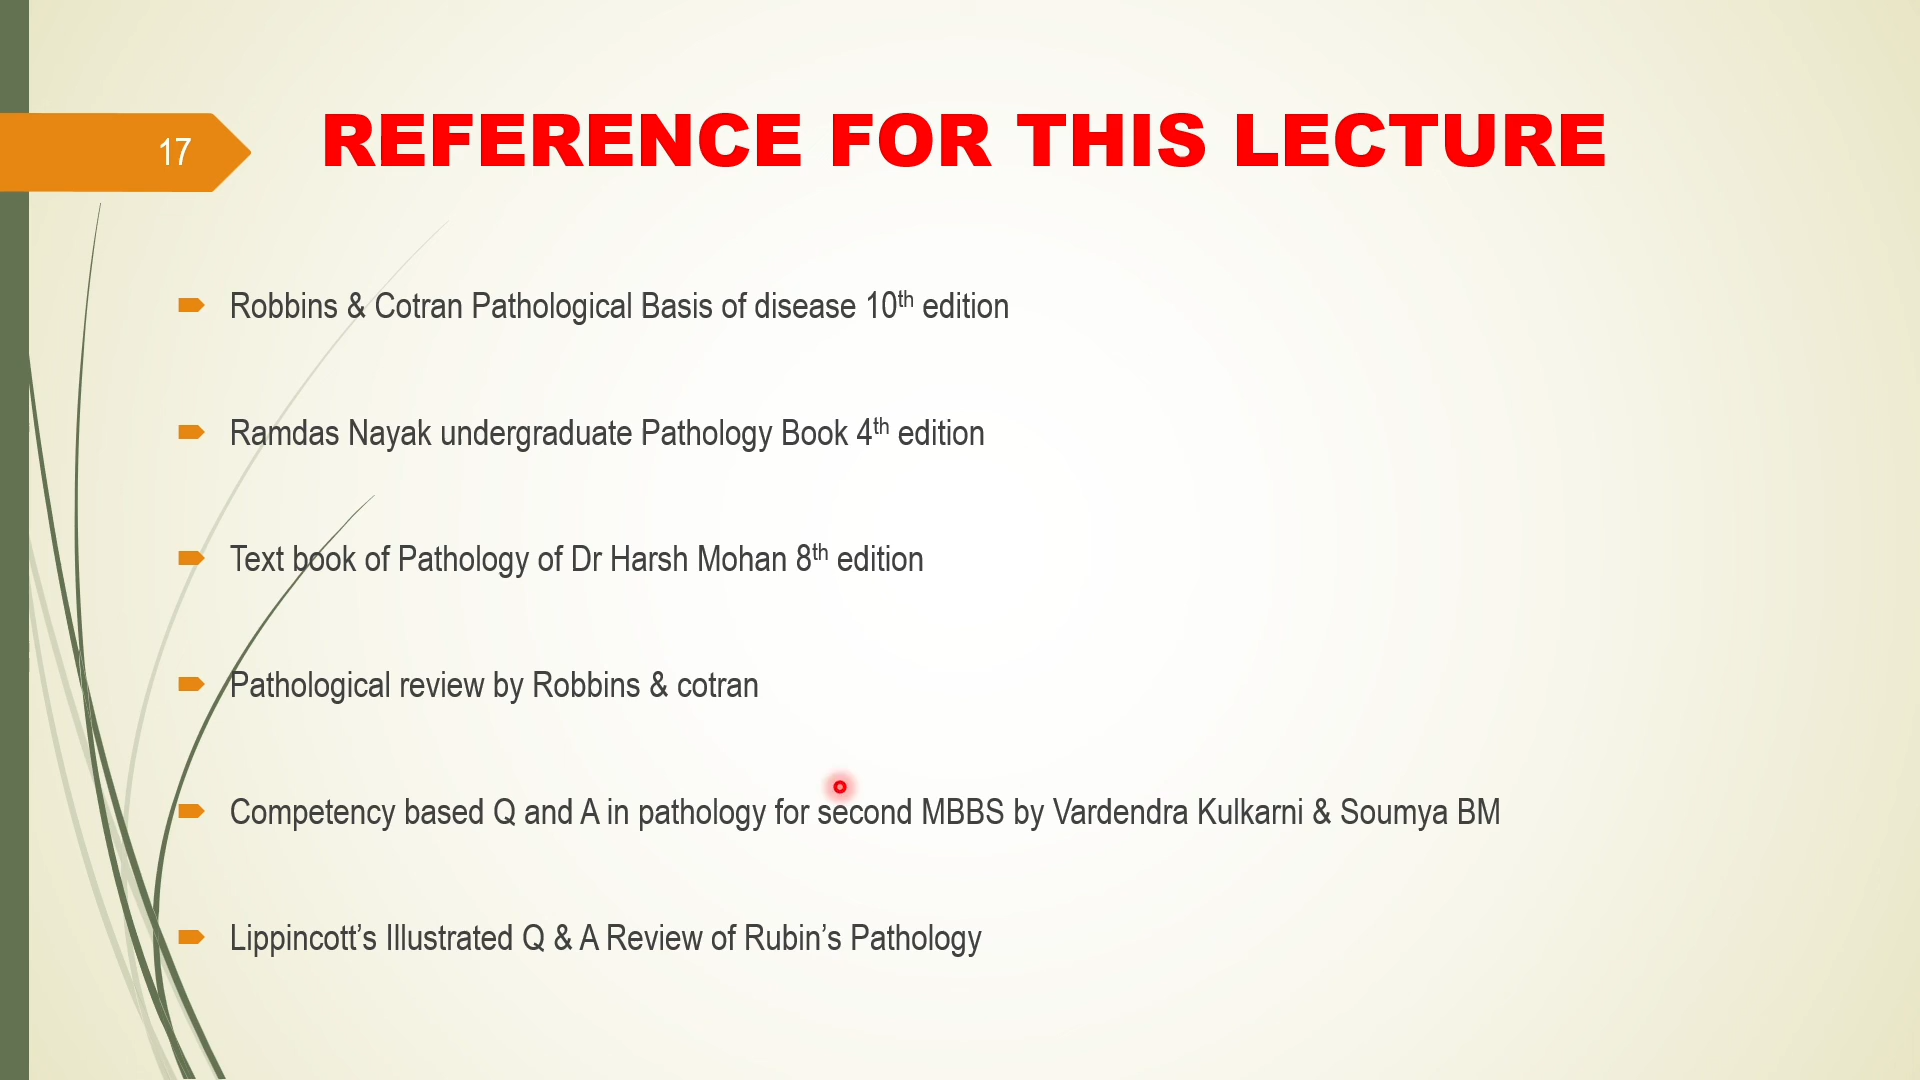 17
REFERENCE FOR THIS LECTURE
Robbins & Cotran Pathological Basis of disease 10th edition
Ramdas Nayak undergraduate Pathology Book 4th edition
Text book of Pathology of Dr Harsh Mohan 8th edition
Pathological review by Robbins & cotran
Competency based Q and A in pathology for second MBBS by Vardendra Kulkarni & Soumya BM
Lippincott’s Illustrated Q & A Review of Rubin’s Pathology